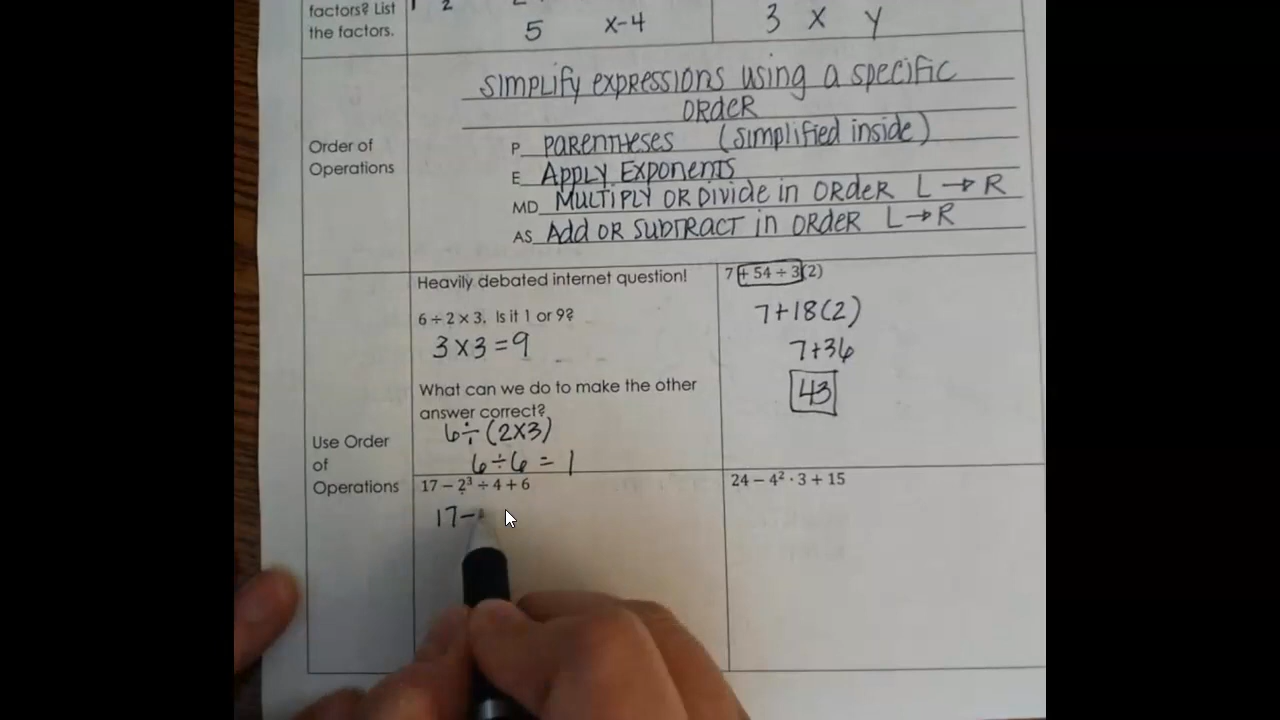 factors? List
the factors.
1 2
5 x-4
3 x y
Order of
Operations
Simplify expressions using a specific
order
P Parentheses (simplified inside)
E Apply Exponents
MD Multiply or divide in order L → R
AS Add or subtract in order L → R
Use Order
of
Operations
Heavily debated internet question!
6 ÷ 2 × 3. Is it 1 or 9?
3 × 3 = 9
What can we do to make the other
answer correct?
6 ÷ (2×3)
6 ÷ 6 = 1
7 + 54 ÷ 3(2)
7+18(2)
7+36
43
17 − 2³ ÷ 4 + 6
17−
24 − 4² · 3 + 15